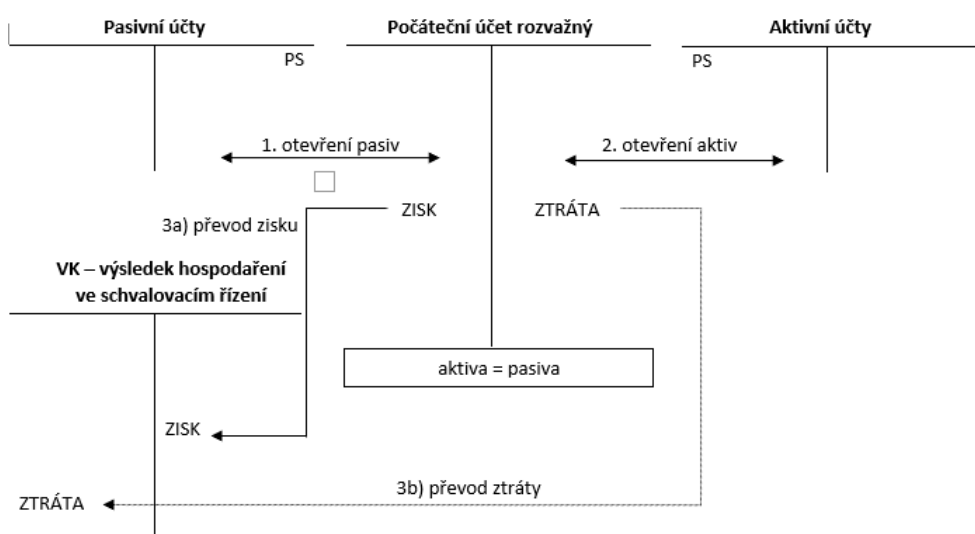 Pasivní účty
Počáteční účet rozvažný
Aktivní účty
PS
PS
1. otevření pasiv
2. otevření aktiv
ZISK
ZTRÁTA
3a) převod zisku
VK – výsledek hospodaření
ve schvalovacím řízení
aktiva = pasiva
ZISK
3b) převod ztráty
ZTRÁTA